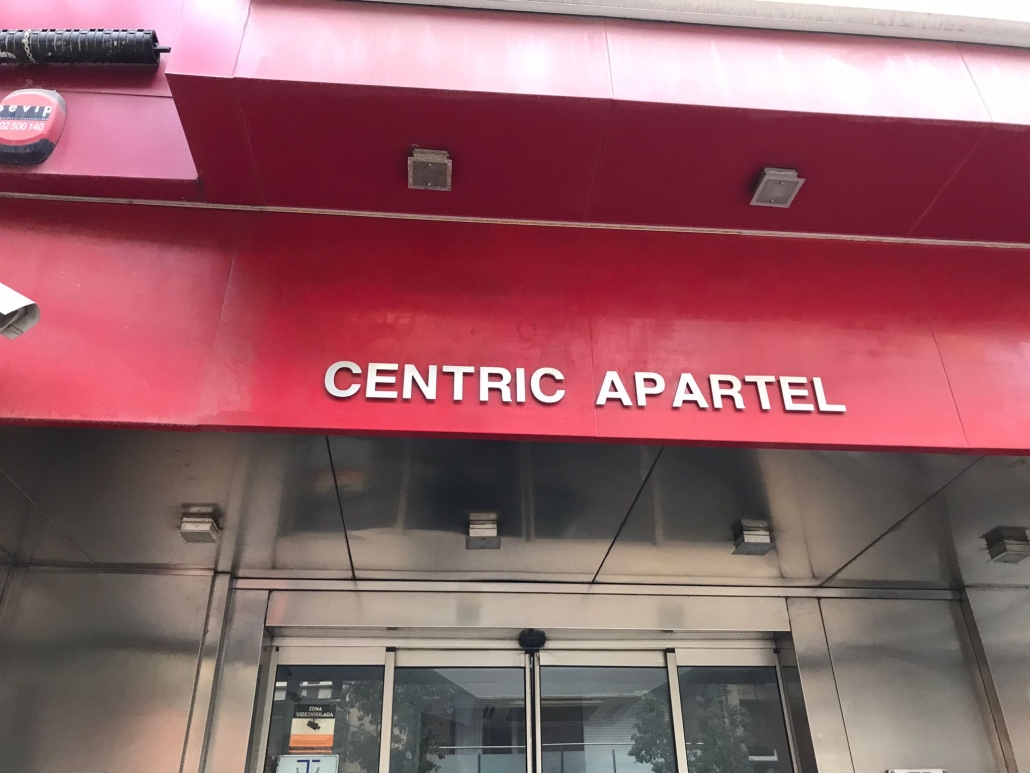 sevip
02 500 140
CENTRIC APARTEL
ZONA
VIDEOVIGILADA